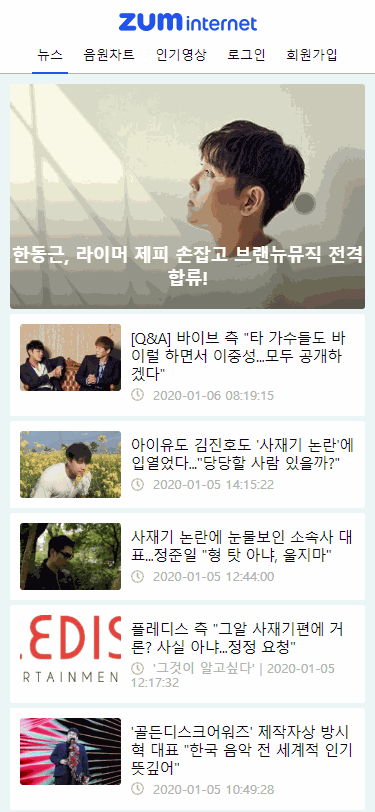 zum internet
뉴스 음원차트 인기영상 로그인 회원가입
한동근, 라이머 제피 손잡고 브랜뉴뮤직 전격
합류!
[Q&A] 바이브 측 "타 가수들도 바
이럴 하면서 이중성...모두 공개하
겠다"
2020-01-06 08:19:15
아이유도 김진호도 '사재기 논란'에
입열었다..."당당할 사람 있을까?"
2020-01-05 14:15:22
사재기 논란에 눈물보인 소속사 대
표...정준일 "형 탓 아냐, 울지마"
2020-01-05 12:44:00
LEDIS
ERTAINMEN
플레디스 측 "그알 사재기편에 거
론? 사실 아냐...정정 요청"
'그것이 알고싶다' | 2020-01-05
12:17:32
'골든디스크어워즈' 제작자상 방시
혁 대표 "한국 음악 전 세계적 인기
뜻깊어"
2020-01-05 10:49:28